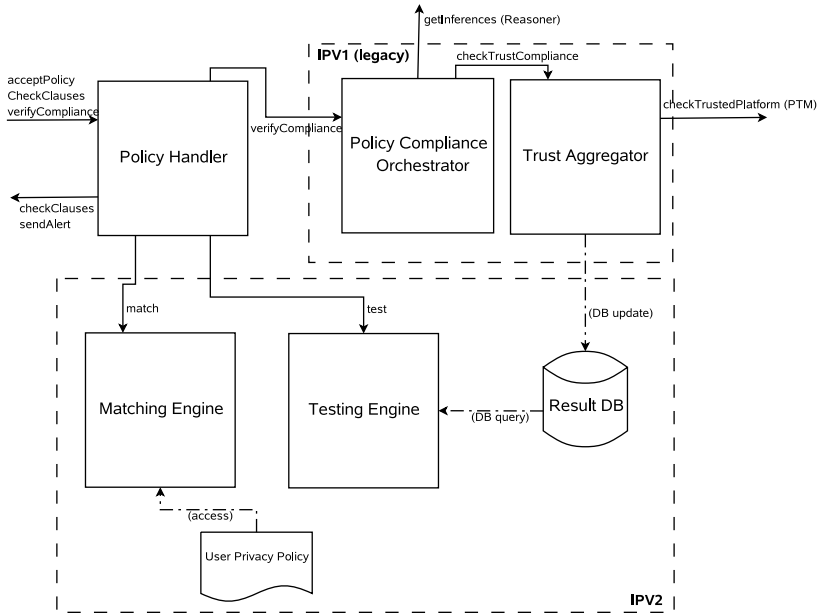 getInferences (Reasoner)
IPV1 (legacy)
checkTrustCompliance
acceptPolicy
CheckClauses
verifyCompliance
checkTrustedPlatform (PTM)
verifyCompliance
Policy Handler
Policy Compliance
Orchestrator
Trust Aggregator
checkClauses
sendAlert
match
test
(DB update)
Matching Engine
Testing Engine
(DB query)
Result DB
(access)
User Privacy Policy
IPV2